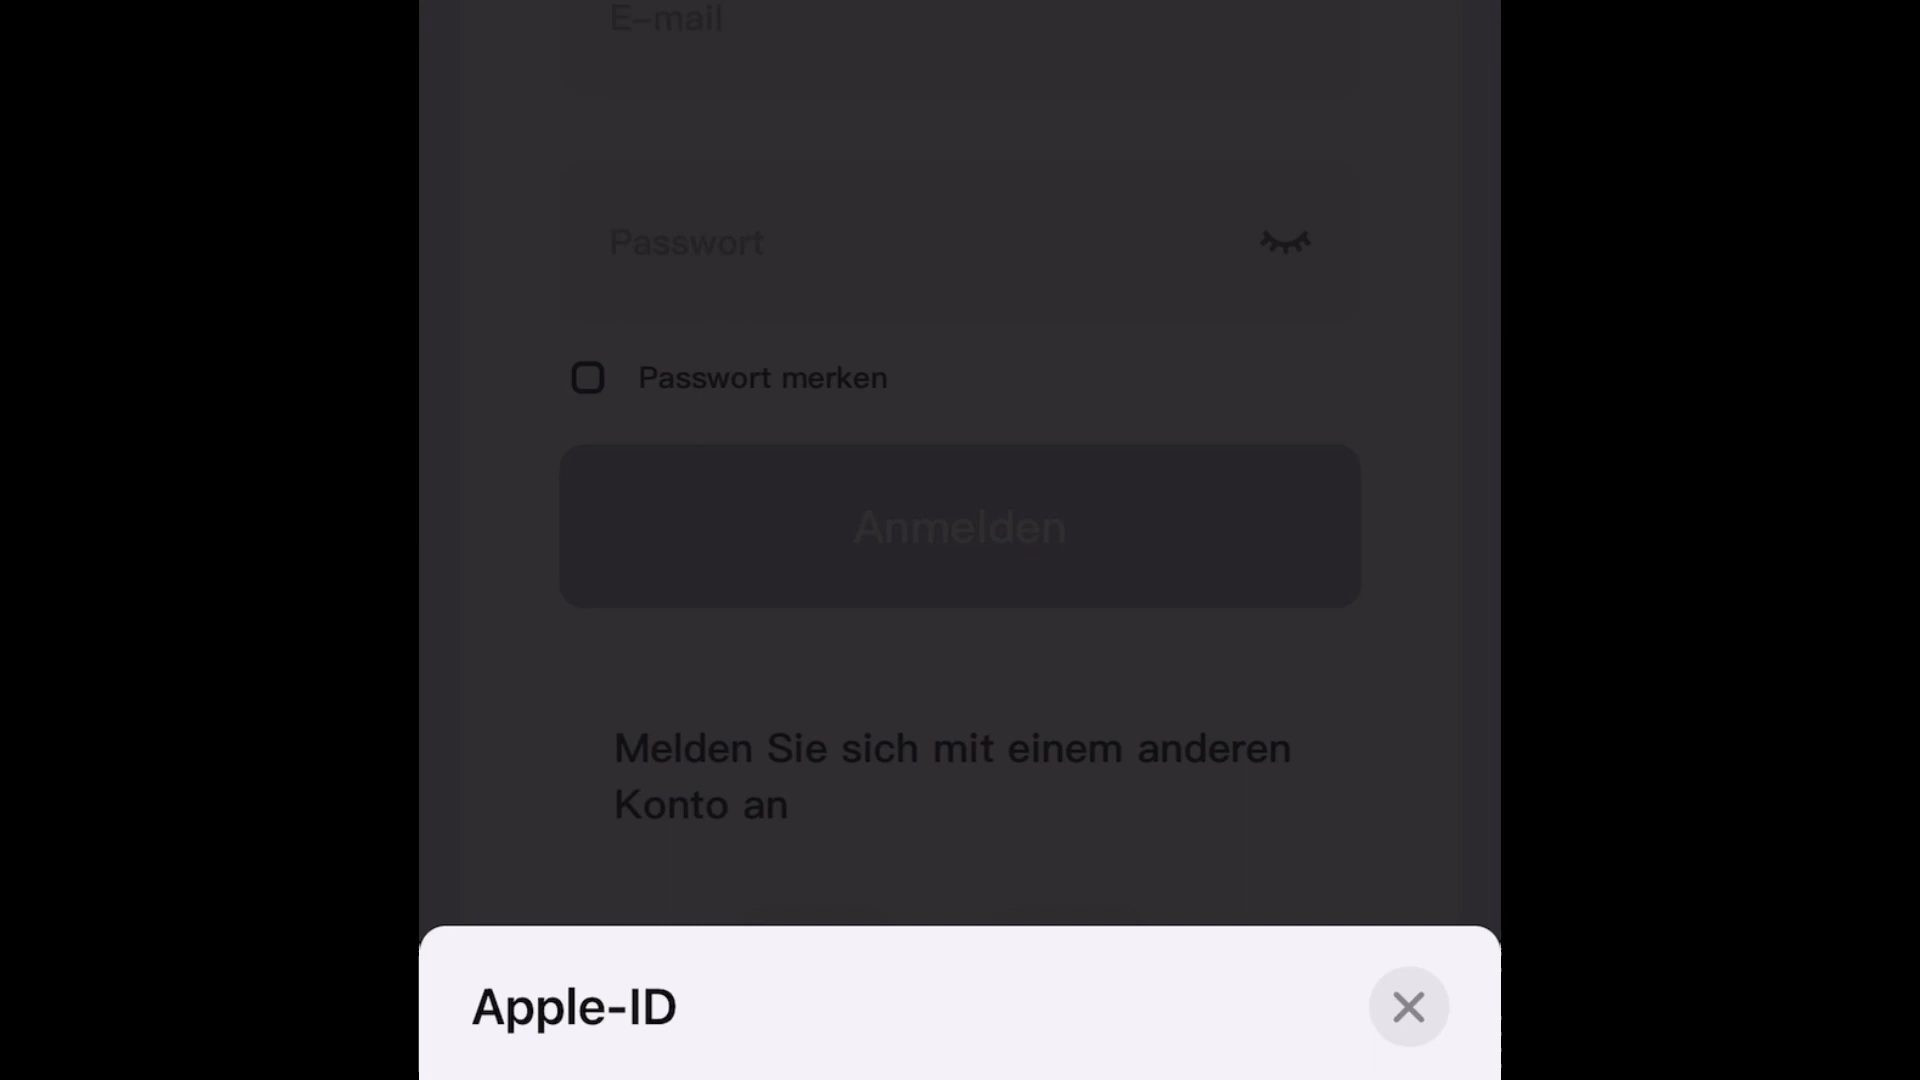 E-mail
Passwort
Passwort merken
Anmelden
Melden Sie sich mit einem anderen
Konto an
Apple-ID